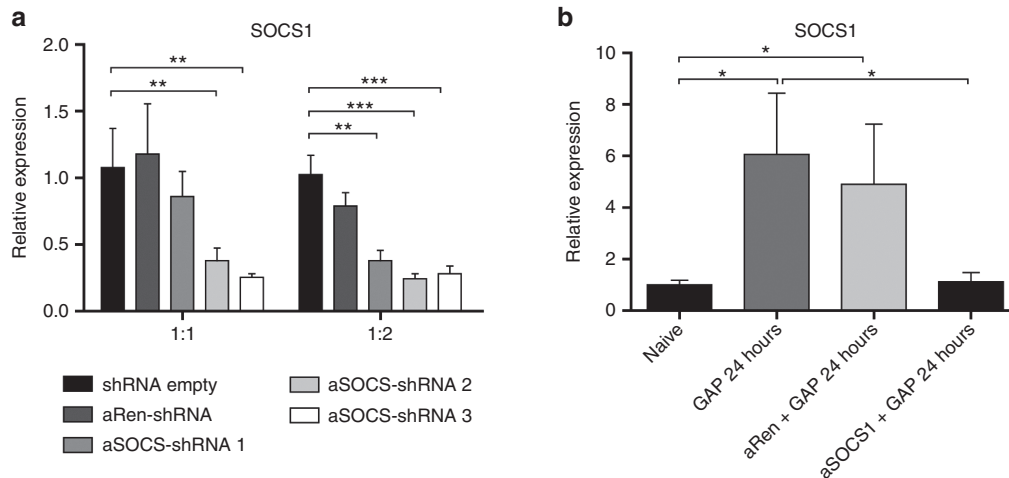 a
SOCS1
Relative expression
2.0
1.5
1.0
0.5
0.0
**
**
***
***
**
1:1
1:2
shRNA empty
aRen-shRNA
aSOCS-shRNA 1
aSOCS-shRNA 2
aSOCS-shRNA 3
b
SOCS1
Relative expression
10
8
6
4
2
0
*
*
*
Naive
GAP 24 hours
aRen + GAP 24 hours
aSOCS1 + GAP 24 hours